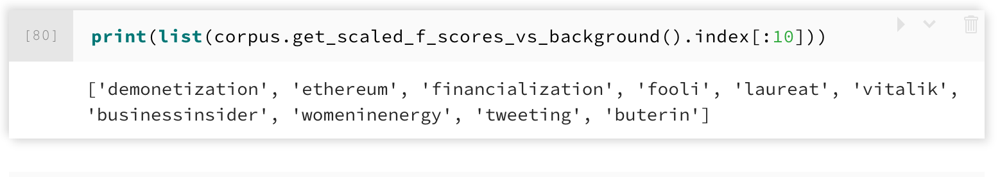 [80] print(list(corpus.get_scaled_f_scores_vs_background().index[:10]))
['demonetization', 'ethereum', 'financialization', 'fooli', 'laureat', 'vitalik',
'businessinsider', 'womeninenergy', 'tweeting', 'buterin']